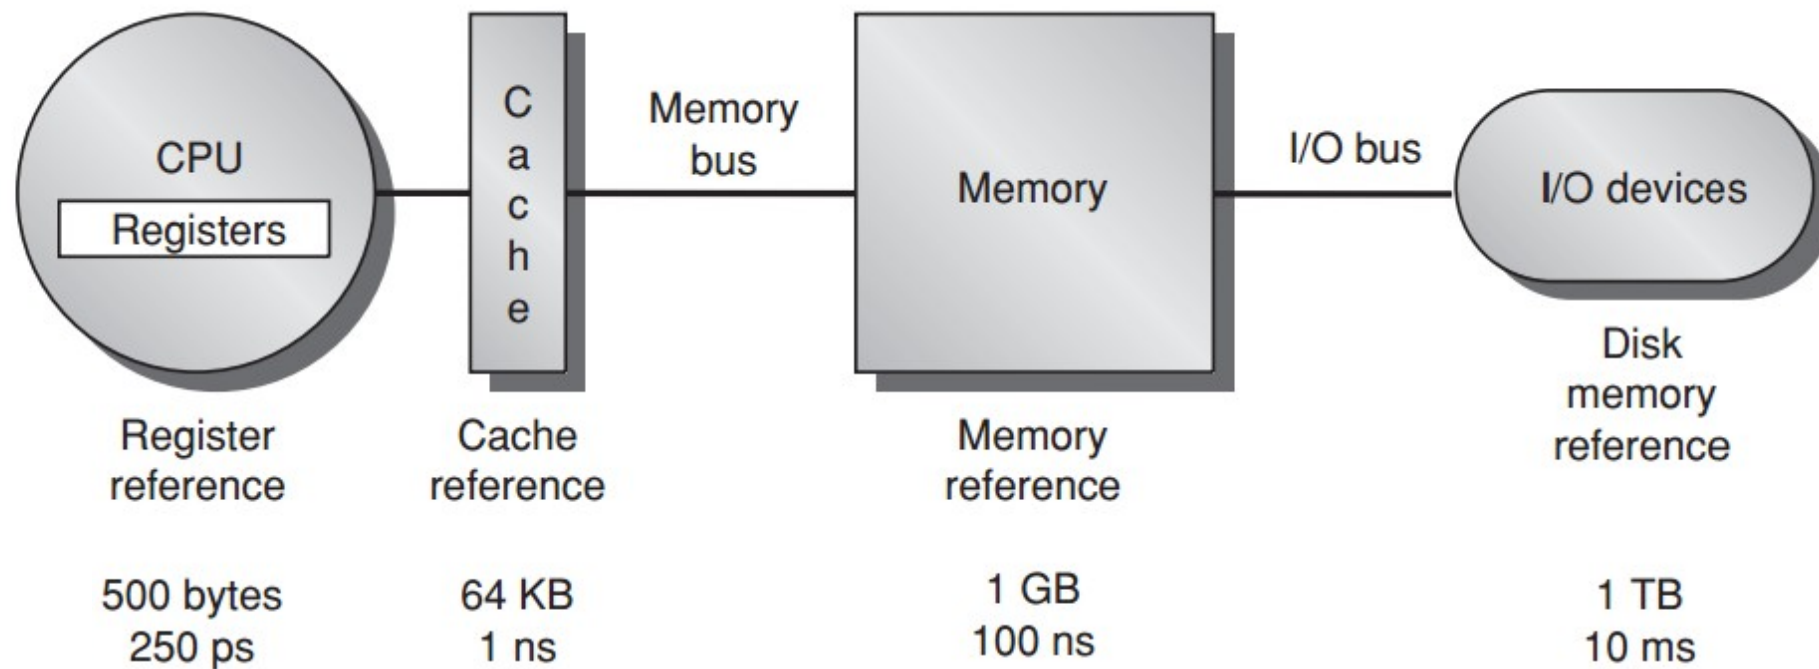 CPU
Registers
C
a
c
h
e
Memory
bus
Memory
I/O bus
I/O devices
Register
reference
Cache
reference
Memory
reference
Disk
memory
reference
500 bytes
250 ps
64 KB
1 ns
1 GB
100 ns
1 TB
10 ms